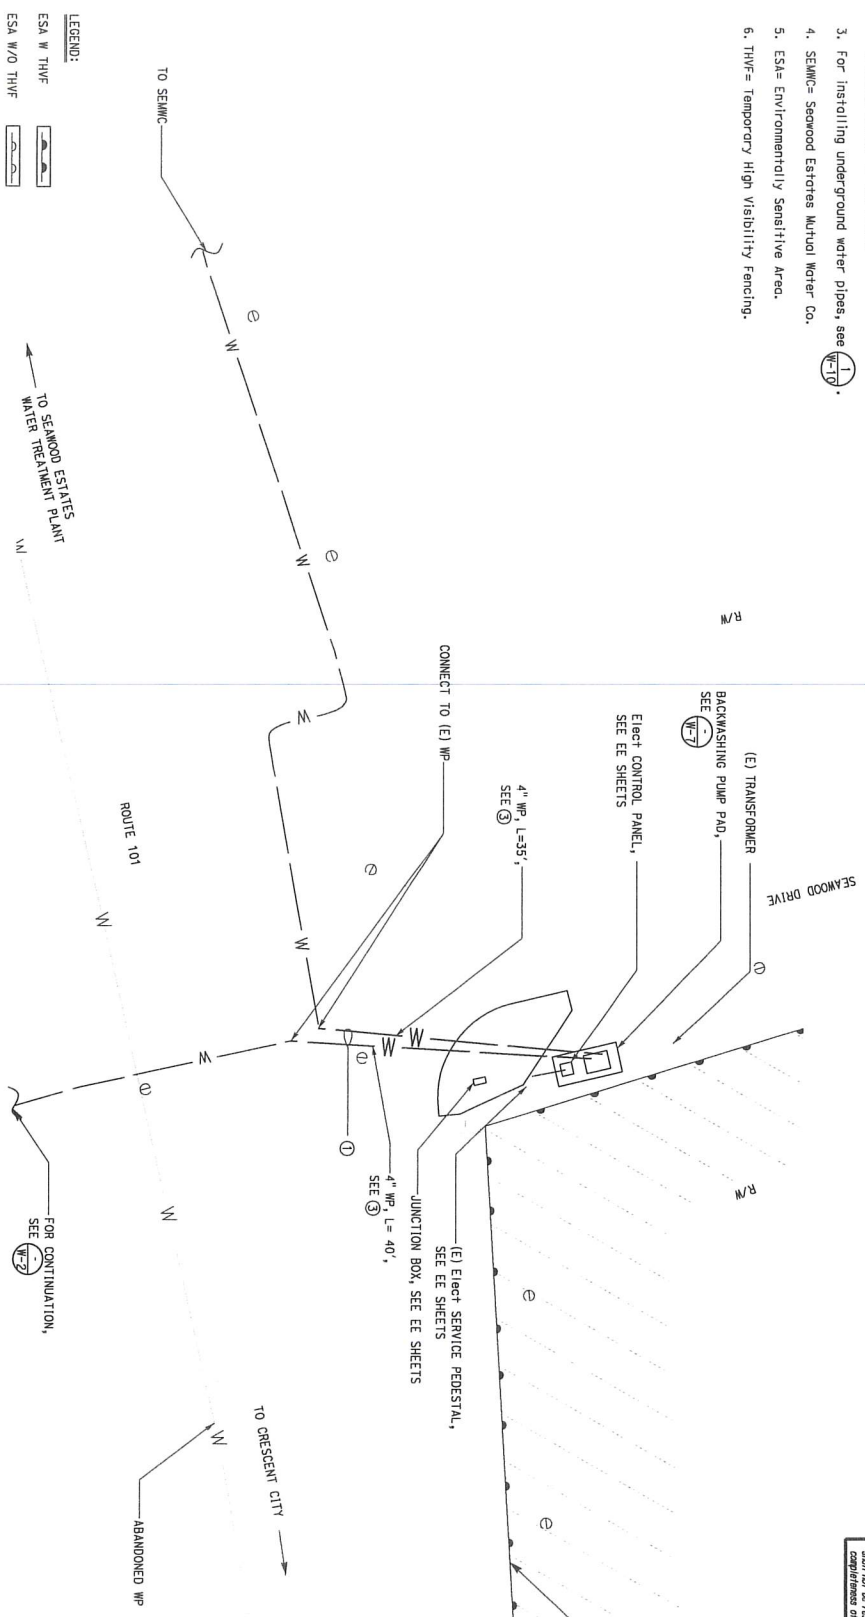 3. For installing underground water pipes, see 1 W-10 .
4. SEMWC= Seawood Estates Mutual Water Co.
5. ESA= Environmentally Sensitive Area.
6. THVF= Temporary High Visibility Fencing.
R/W
SEAWOOD DRIVE
(E) TRANSFORMER
BACKWASHING PUMP PAD,
SEE - W-7
Elect CONTROL PANEL,
SEE EE SHEETS
4" WP, L=35',
SEE 3
CONNECT TO (E) WP
TO SEMWC
e
W
e
W
W
W
e
W
W
e
e
1
R/W
(E) Elect SERVICE PEDESTAL,
SEE EE SHEETS
JUNCTION BOX, SEE EE SHEETS
4" WP, L= 40',
SEE 3
e
e
W
e
FOR CONTINUATION,
SEE - W-2
ROUTE 101
W
W
W
W
TO SEAWOOD ESTATES
WATER TREATMENT PLANT
TO CRESCENT CITY
ABANDONED WP
LEGEND:
ESA W THVF
ESA W/O THVF